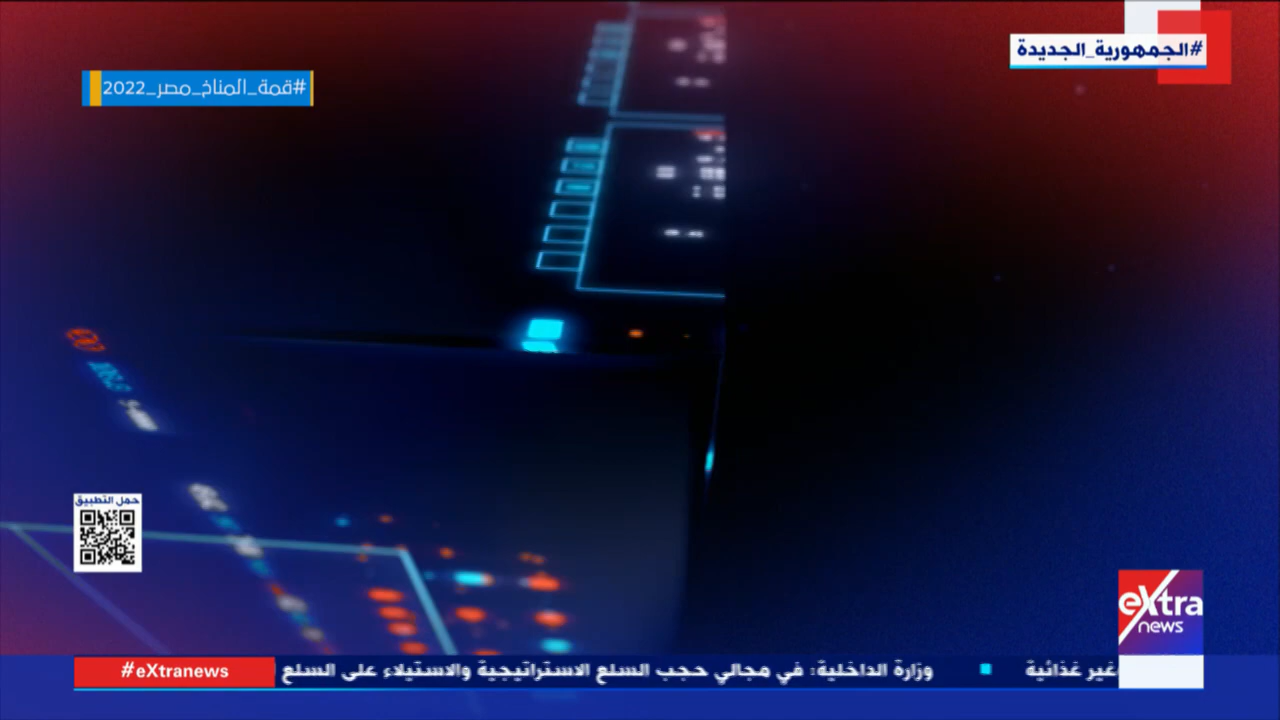 #الجمهورية_الجديدة
#قمة_المناخ_مصر_2022
حمل التطبيق
eXtra
news
#eXtranews
غير غذائية ■ وزارة الداخلية: في مجالي حجب السلع الاستراتيجية والاستيلاء على السلع